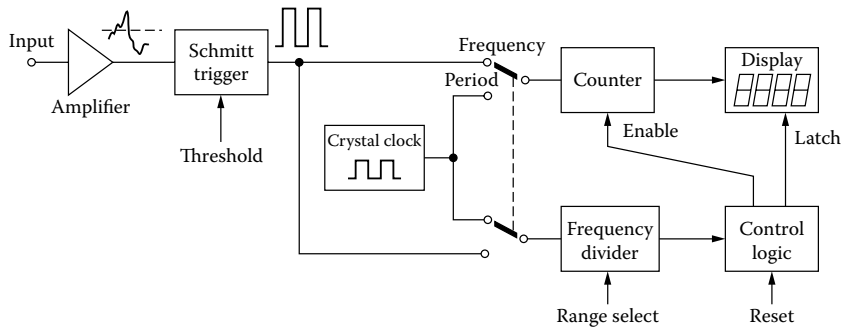 Input
Amplifier
Schmitt
trigger
Threshold
Frequency
Period
Crystal clock
Counter
Display
Enable
Latch
Frequency
divider
Control
logic
Range select
Reset